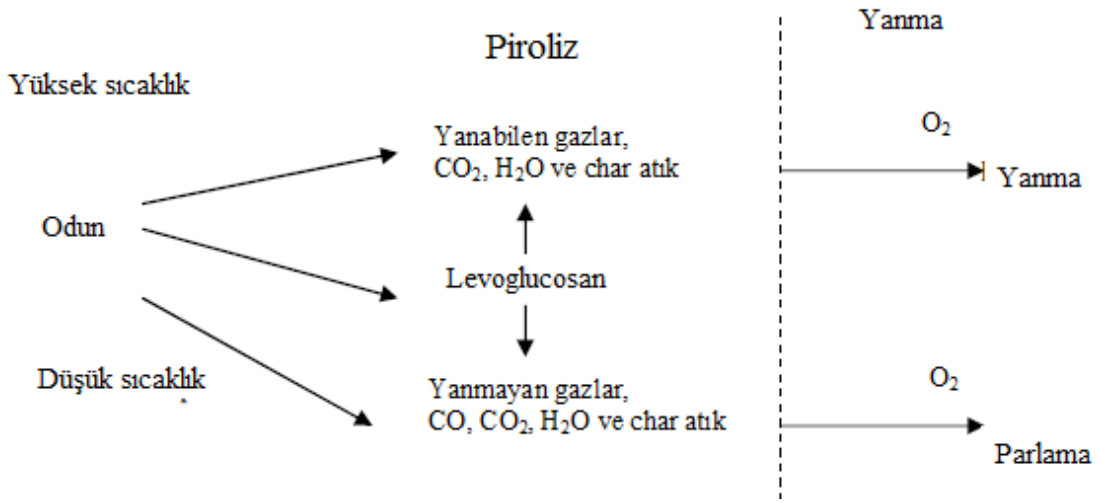 Yanma
Piroliz
Yüksek sıcaklık
Yanabilen gazlar,
CO₂, H₂O ve char atık
O₂
Yanma
Odun
Levoglucosan
Düşük sıcaklık
Yanmayan gazlar,
CO, CO₂, H₂O ve char atık
O₂
Parlama